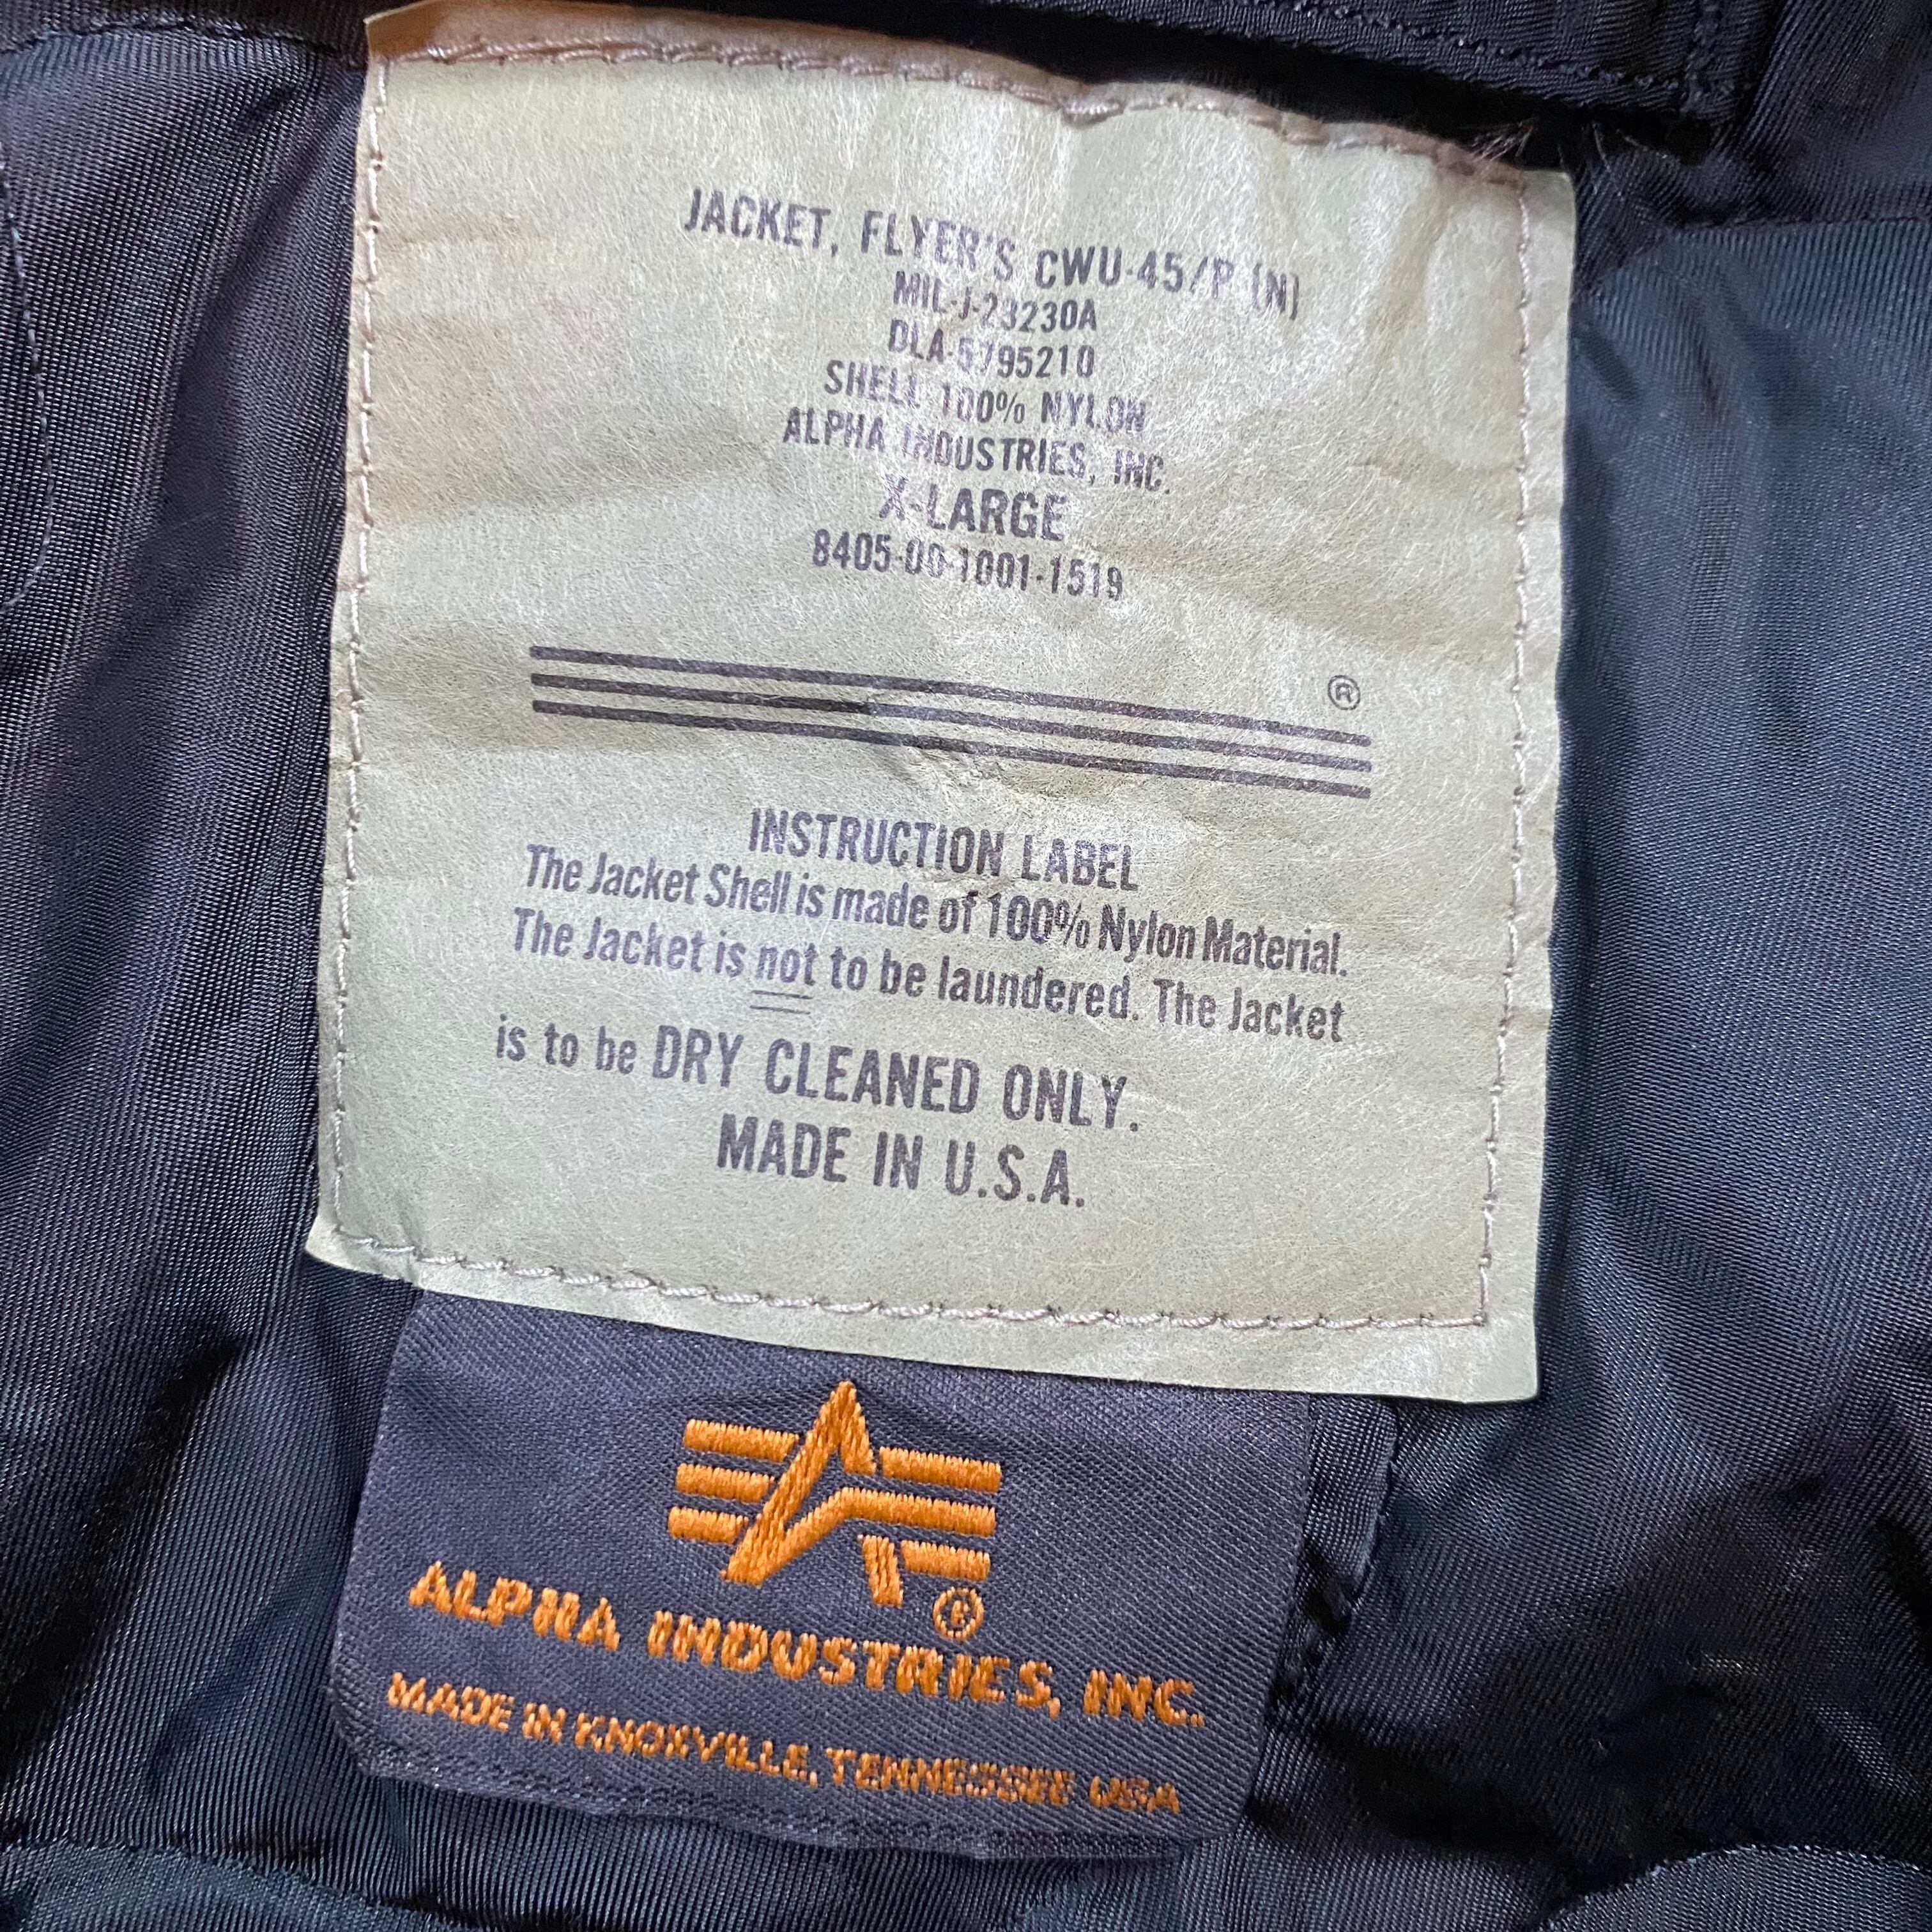 JACKET, FLYER'S CWU-45/P (N)
MIL-J-23230A
DLA-5795210
SHELL 100% NYLON
ALPHA INDUSTRIES, INC.
X-LARGE
8405-00-1001-1519
®
INSTRUCTION LABEL
The Jacket Shell is made of 100% Nylon Material.
The Jacket is not to be laundered. The Jacket
is to be DRY CLEANED ONLY.
MADE IN U.S.A.
®
ALPHA INDUSTRIES, INC.
MADE IN KNOXVILLE, TENNESSEE USA